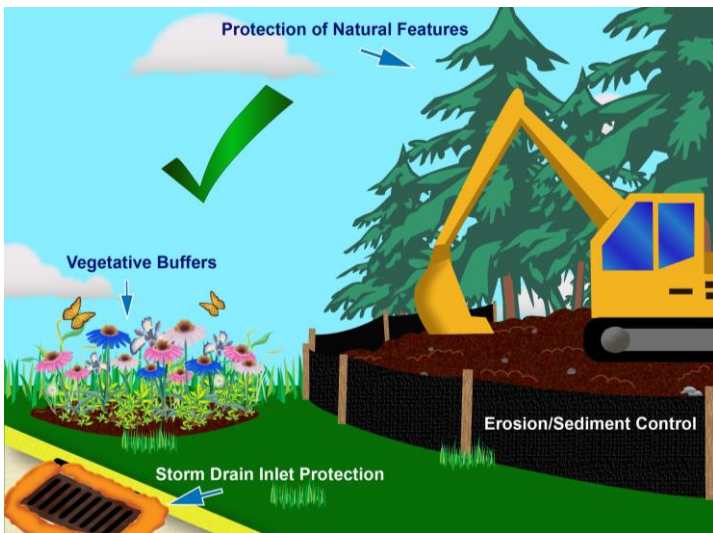 Protection of Natural Features
Vegetative Buffers
Erosion/Sediment Control
Storm Drain Inlet Protection